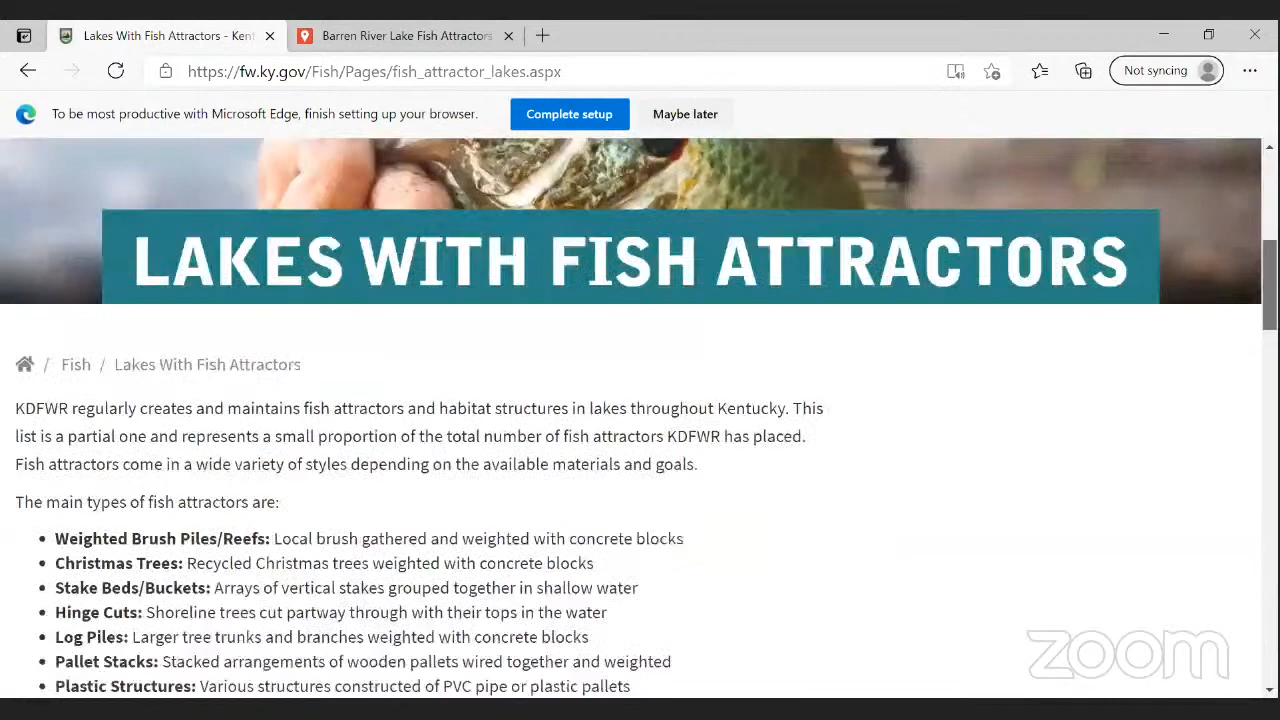 Lakes With Fish Attractors - Kent
Barren River Lake Fish Attractors
https://fw.ky.gov/Fish/Pages/fish_attractor_lakes.aspx
Not syncing
To be most productive with Microsoft Edge, finish setting up your browser.
Complete setup
Maybe later
LAKES WITH FISH ATTRACTORS
/ Fish / Lakes With Fish Attractors
KDFWR regularly creates and maintains fish attractors and habitat structures in lakes throughout Kentucky. This
list is a partial one and represents a small proportion of the total number of fish attractors KDFWR has placed.
Fish attractors come in a wide variety of styles depending on the available materials and goals.
The main types of fish attractors are:
• Weighted Brush Piles/Reefs: Local brush gathered and weighted with concrete blocks
• Christmas Trees: Recycled Christmas trees weighted with concrete blocks
• Stake Beds/Buckets: Arrays of vertical stakes grouped together in shallow water
• Hinge Cuts: Shoreline trees cut partway through with their tops in the water
• Log Piles: Larger tree trunks and branches weighted with concrete blocks
• Pallet Stacks: Stacked arrangements of wooden pallets wired together and weighted
• Plastic Structures: Various structures constructed of PVC pipe or plastic pallets
zoom